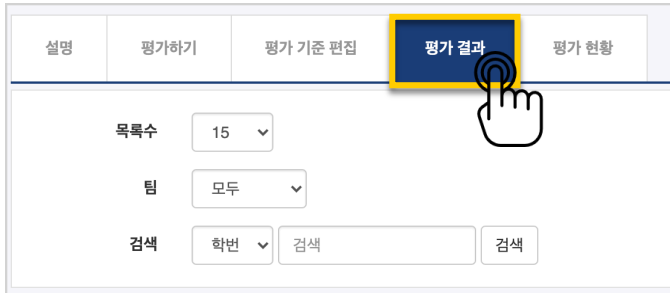 설명 평가하기 평가 기준 편집 평가 결과 평가 현황
목록수 15
팀 모두
검색 학번 검색 검색